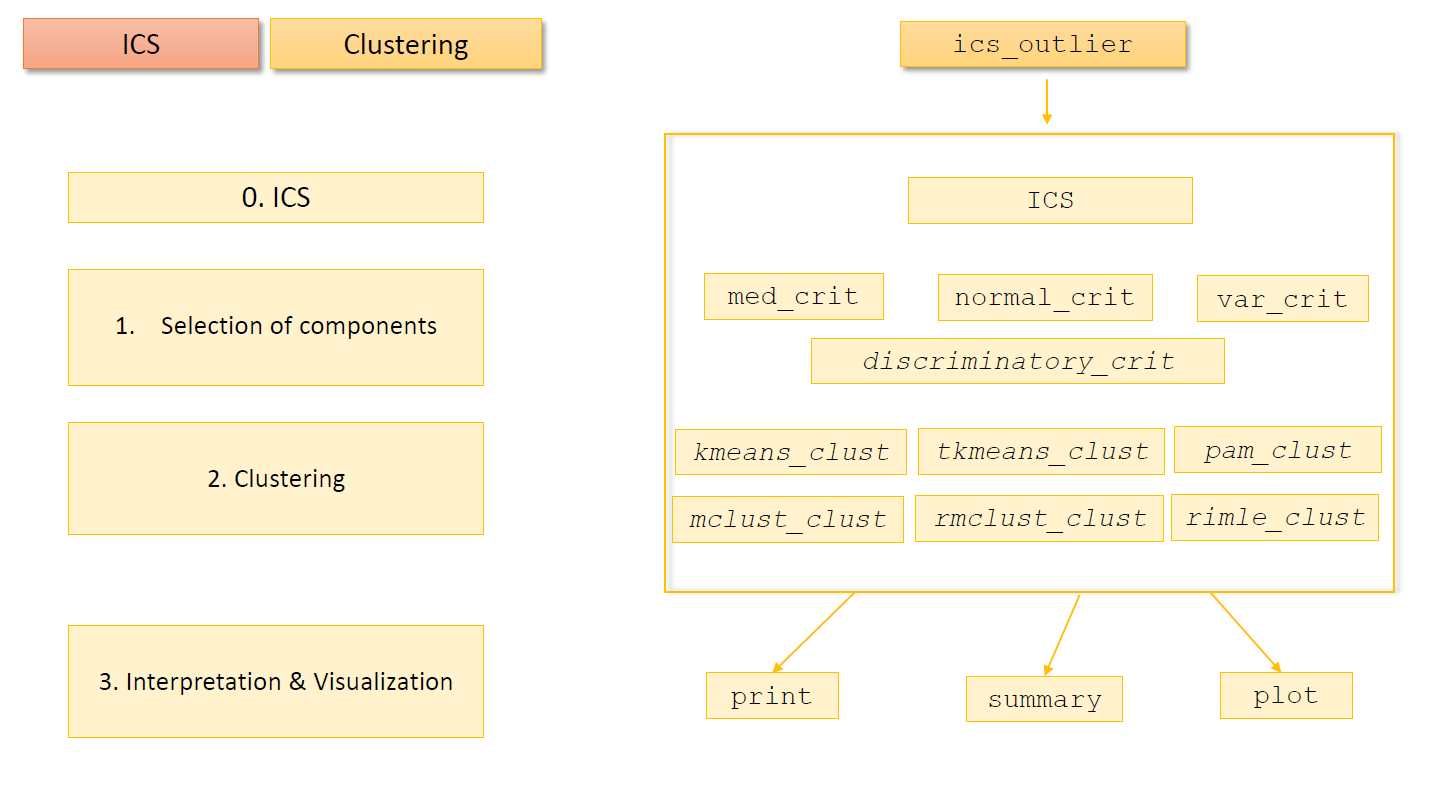 ICS
Clustering
ics_outlier
0. ICS
ICS
1. Selection of components
med_crit
normal_crit
var_crit
discriminatory_crit
2. Clustering
kmeans_clust
tkmeans_clust
pam_clust
mclust_clust
rmclust_clust
rimle_clust
3. Interpretation & Visualization
print
summary
plot